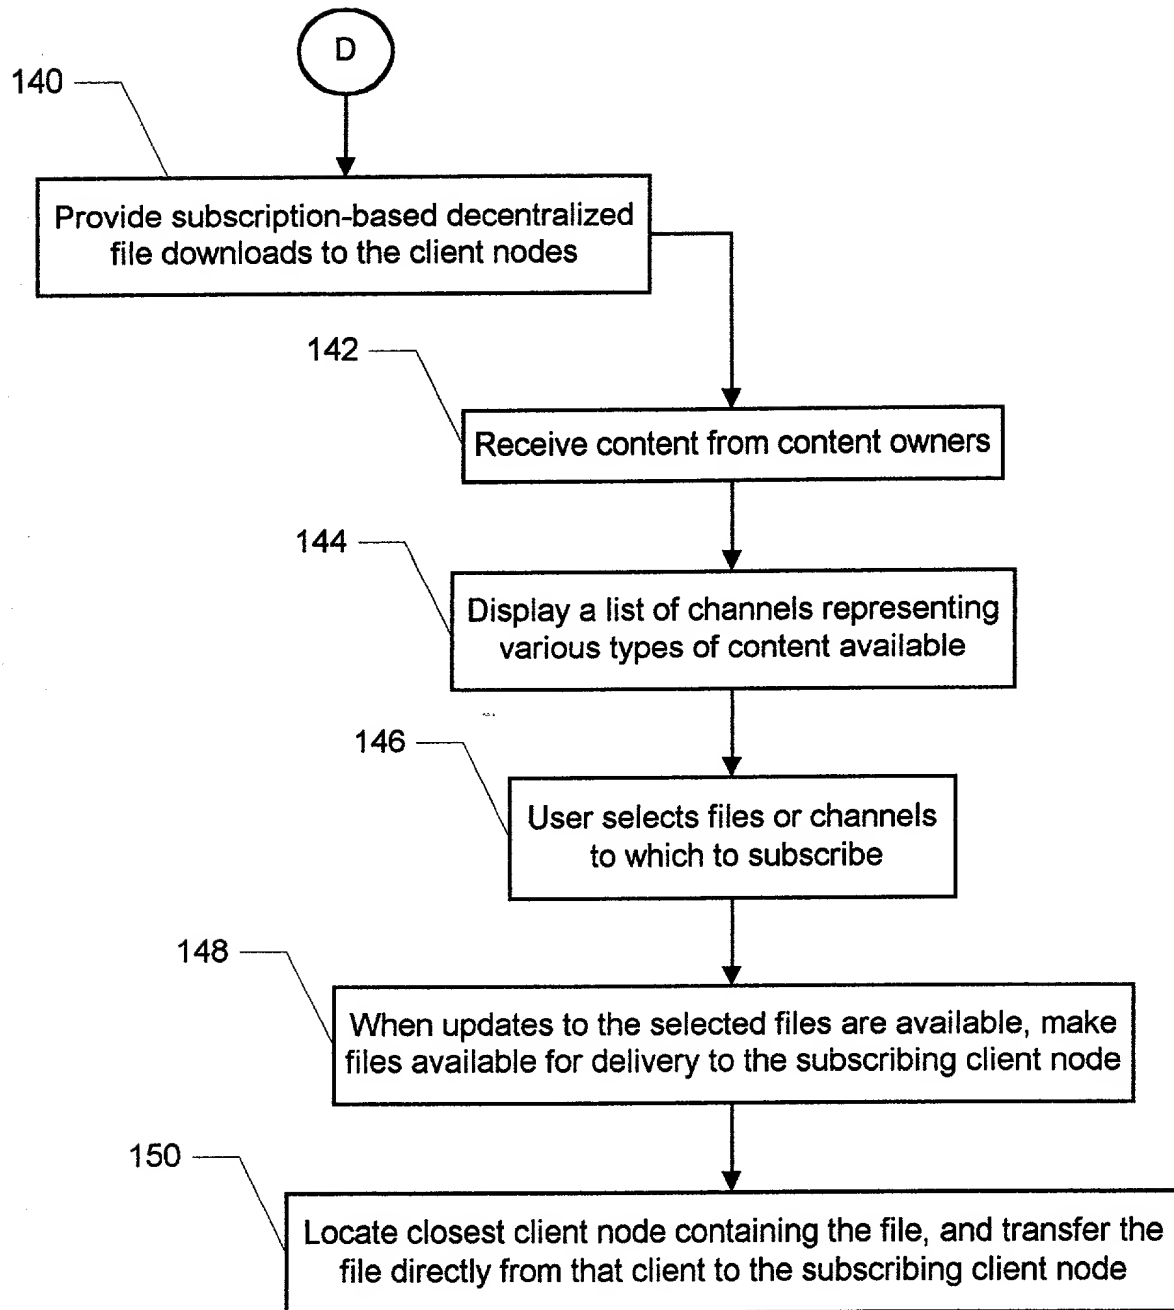 D
140
Provide subscription-based decentralized
file downloads to the client nodes
142
Receive content from content owners
144
Display a list of channels representing
various types of content available
146
User selects files or channels
to which to subscribe
148
When updates to the selected files are available, make
files available for delivery to the subscribing client node
150
Locate closest client node containing the file, and transfer the
file directly from that client to the subscribing client node